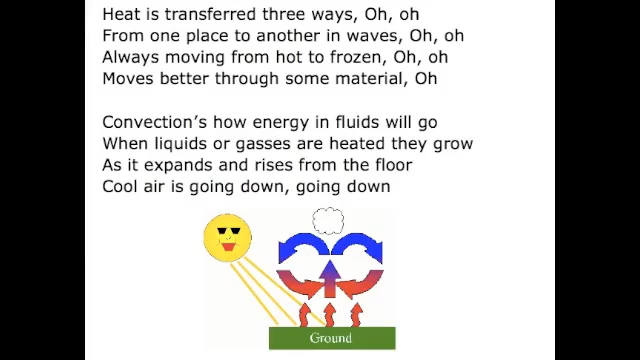 Heat is transferred three ways, Oh, oh
From one place to another in waves, Oh, oh
Always moving from hot to frozen, Oh, oh
Moves better through some material, Oh
Convection's how energy in fluids will go
When liquids or gasses are heated they grow
As it expands and rises from the floor
Cool air is going down, going down
Ground